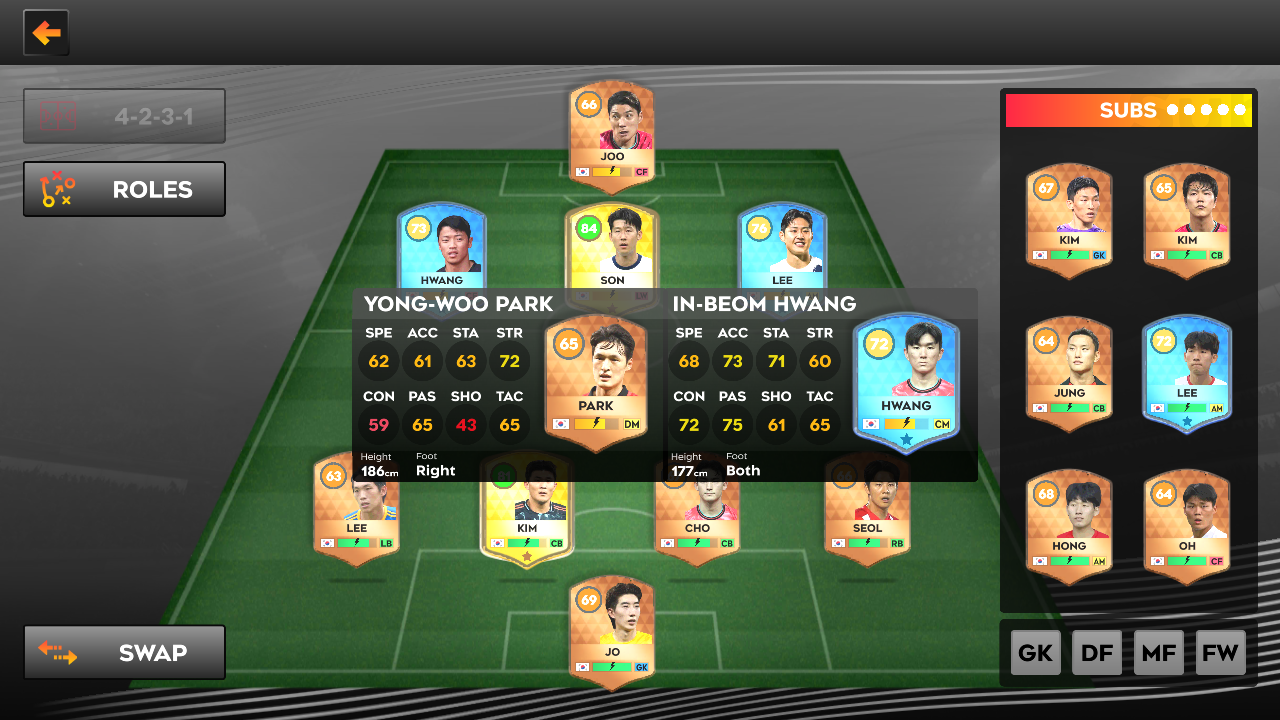 4-2-3-1
ROLES
SWAP
66
JOO
CF
73
HWANG
84
SON
LW
76
LEE
YONG-WOO PARK
SPE ACC STA STR
62 61 63 72
CON PAS SHO TAC
59 65 43 65
Height Foot
186cm Right
65
PARK
DM
IN-BEOM HWANG
SPE ACC STA STR
68 73 71 60
CON PAS SHO TAC
72 75 61 65
Height Foot
177cm Both
72
HWANG
CM
63
LEE
LB
KIM
CB
CHO
CB
SEOL
RB
69
JO
GK
SUBS
67
KIM
GK
65
KIM
CB
64
JUNG
CB
72
LEE
AM
68
HONG
AM
64
OH
CF
GK DF MF FW